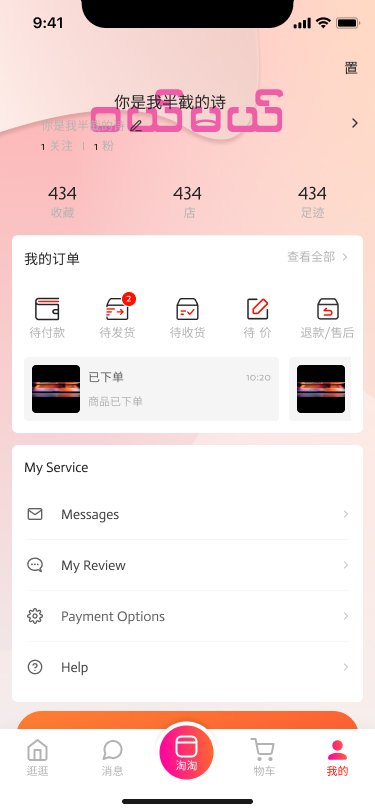 9:41
置
你是我半截的诗
ဝယ်မယ်
你是我半截的诗
1 关注 | 1 粉
434 434 434
收藏 店 足迹
我的订单 查看全部
2
待付款 待发货 待收货 待 价 退款/售后
已下单 10:20
商品已下单
My Service
Messages
My Review
Payment Options
Help
逛逛 消息 淘淘 物车 我的